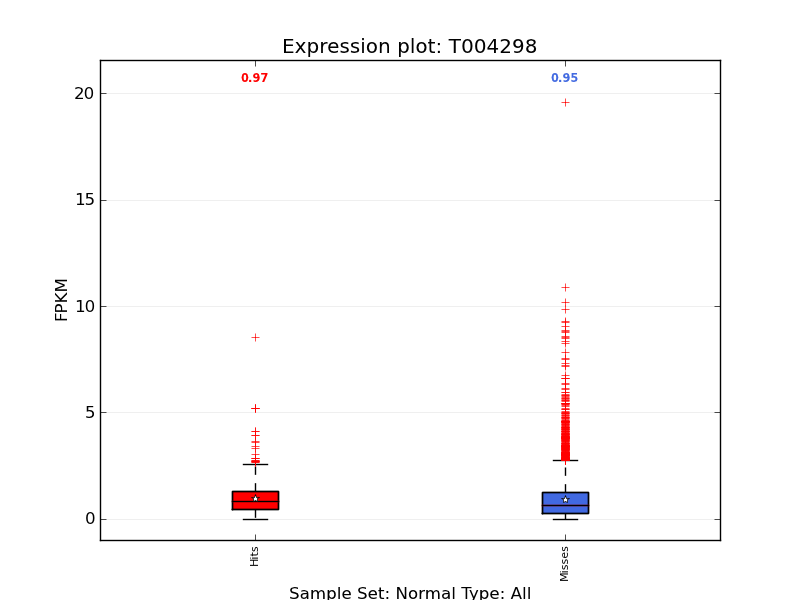 Expression plot: T004298
0.97
0.95
20
15
10
5
0
FPKM
Hits
Misses
Sample Set: Normal Type: All